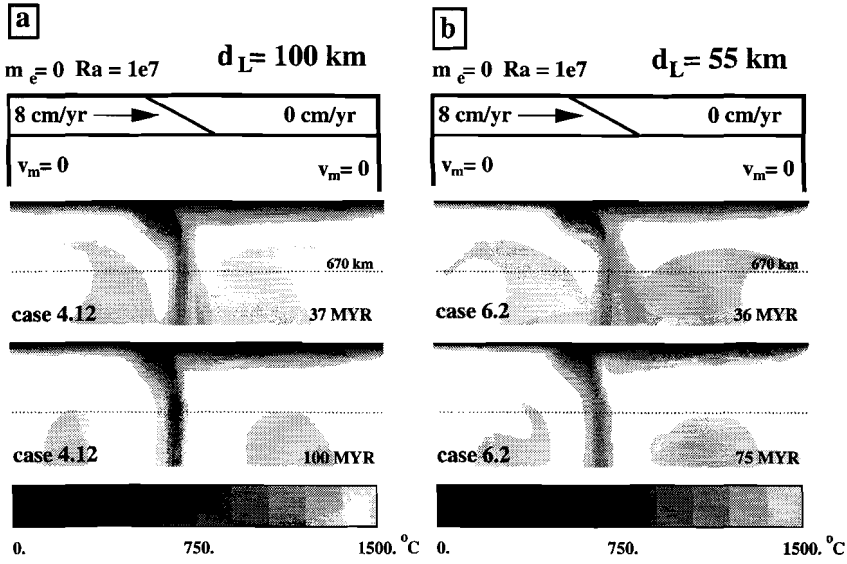 a
m e = 0 Ra = 1e7
d L = 100 km
8 cm/yr
0 cm/yr
v m = 0
v m = 0
670 km
case 4.12
37 MYR
case 4.12
100 MYR
0. 750. 1500. °C
b
m e = 0 Ra = 1e7
d L = 55 km
8 cm/yr
0 cm/yr
v m = 0
v m = 0
670 km
case 6.2
36 MYR
case 6.2
75 MYR
0. 750. 1500. °C